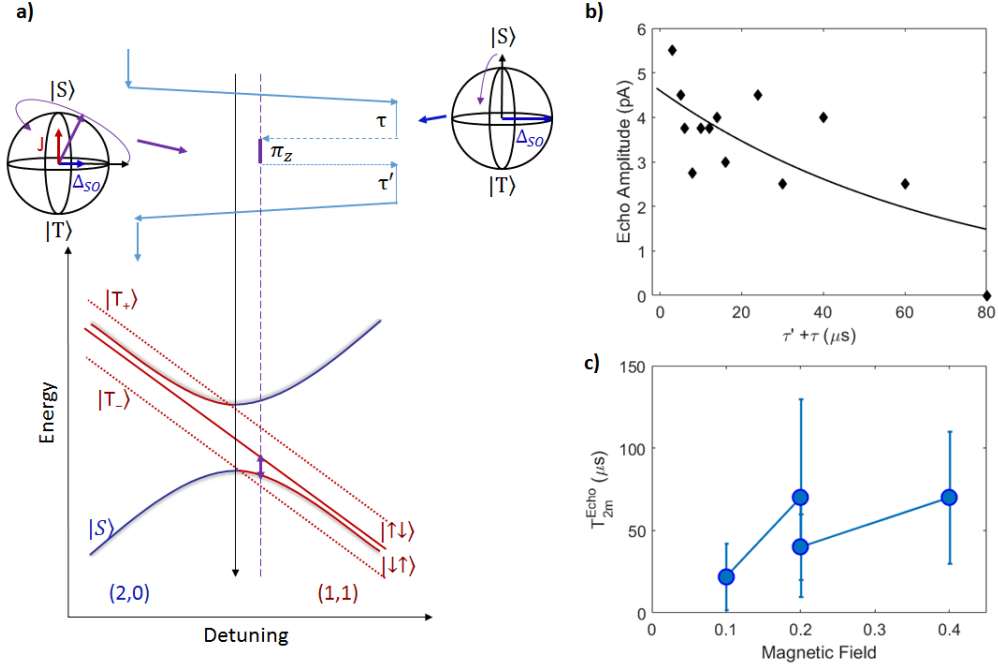 a)
|S⟩
J
Δ_SO
|T⟩
τ
π_z
τ'
|S⟩
Δ_SO
|T⟩
|T₊⟩
|T₋⟩
|S⟩
|↑↓⟩
|↓↑⟩
(2,0)
(1,1)
Energy
Detuning
b)
6
5
4
3
2
1
0
Echo Amplitude (pA)
0 20 40 60 80
τ' +τ (μs)
c)
150
100
50
0
T_2m^Echo (μs)
0 0.1 0.2 0.3 0.4
Magnetic Field